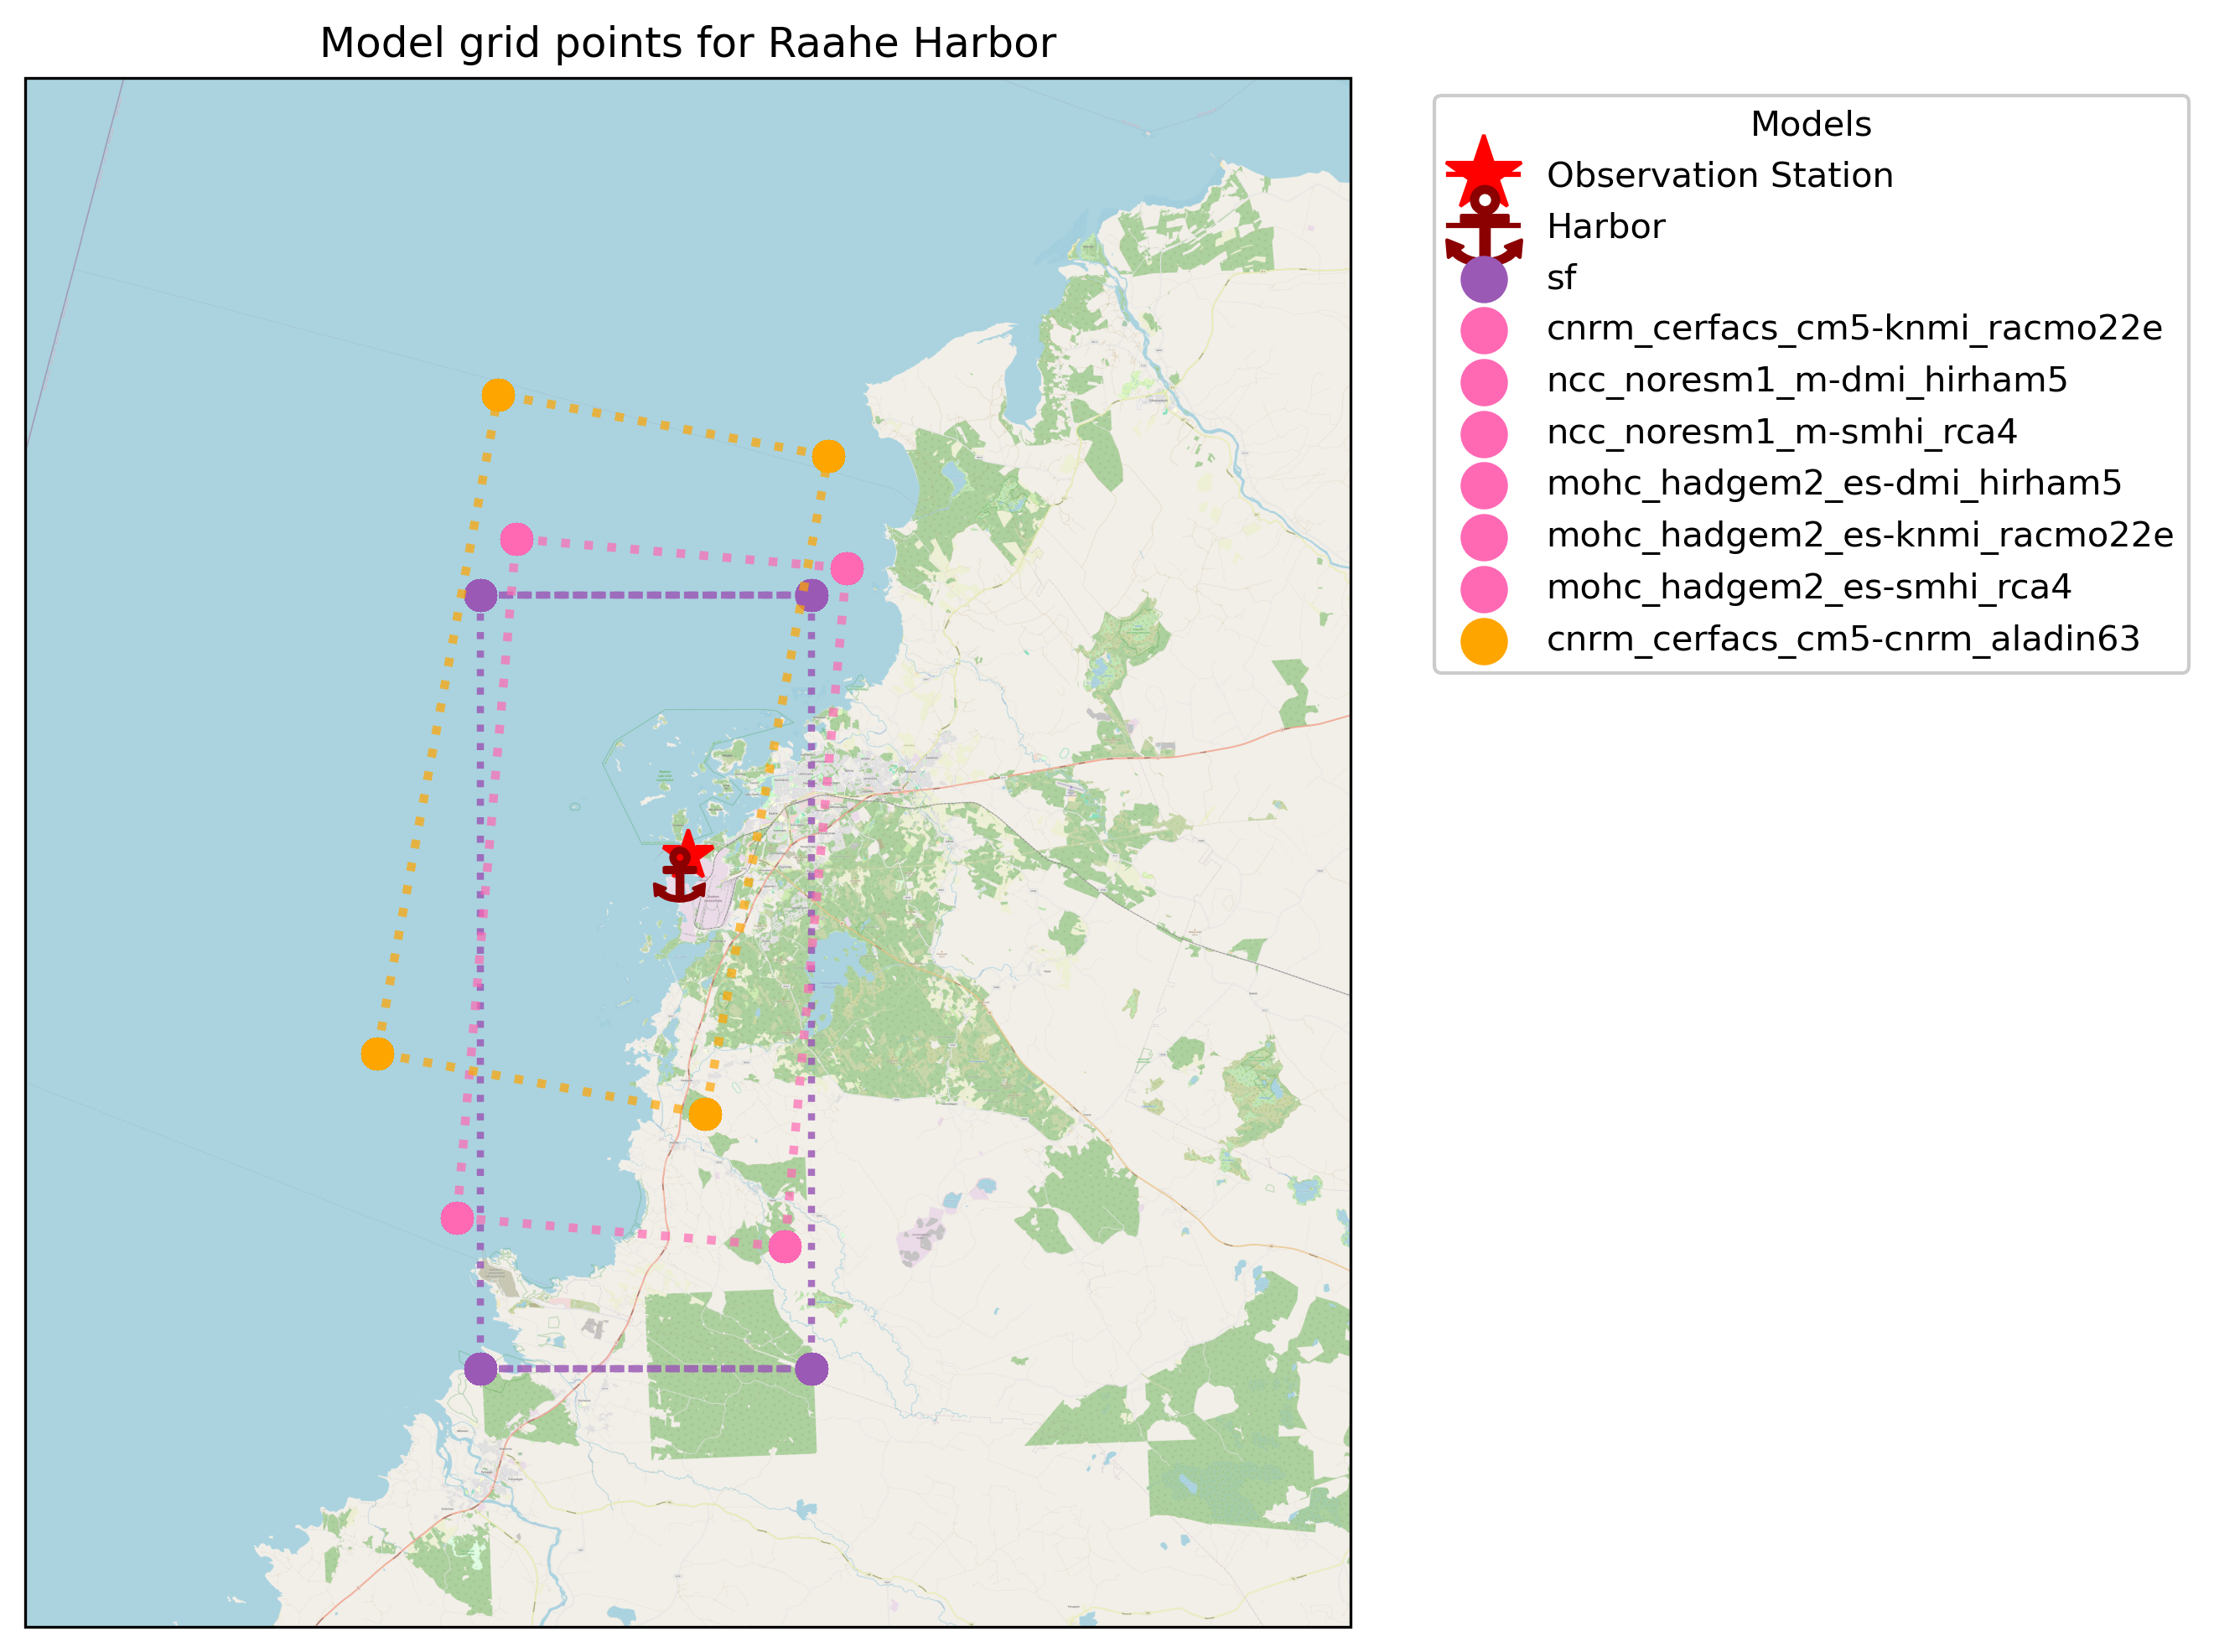 Model grid points for Raahe Harbor
Models
Observation Station
Harbor
sf
cnrm_cerfacs_cm5-knmi_racmo22e
ncc_noresm1_m-dmi_hirham5
ncc_noresm1_m-smhi_rca4
mohc_hadgem2_es-dmi_hirham5
mohc_hadgem2_es-knmi_racmo22e
mohc_hadgem2_es-smhi_rca4
cnrm_cerfacs_cm5-cnrm_aladin63